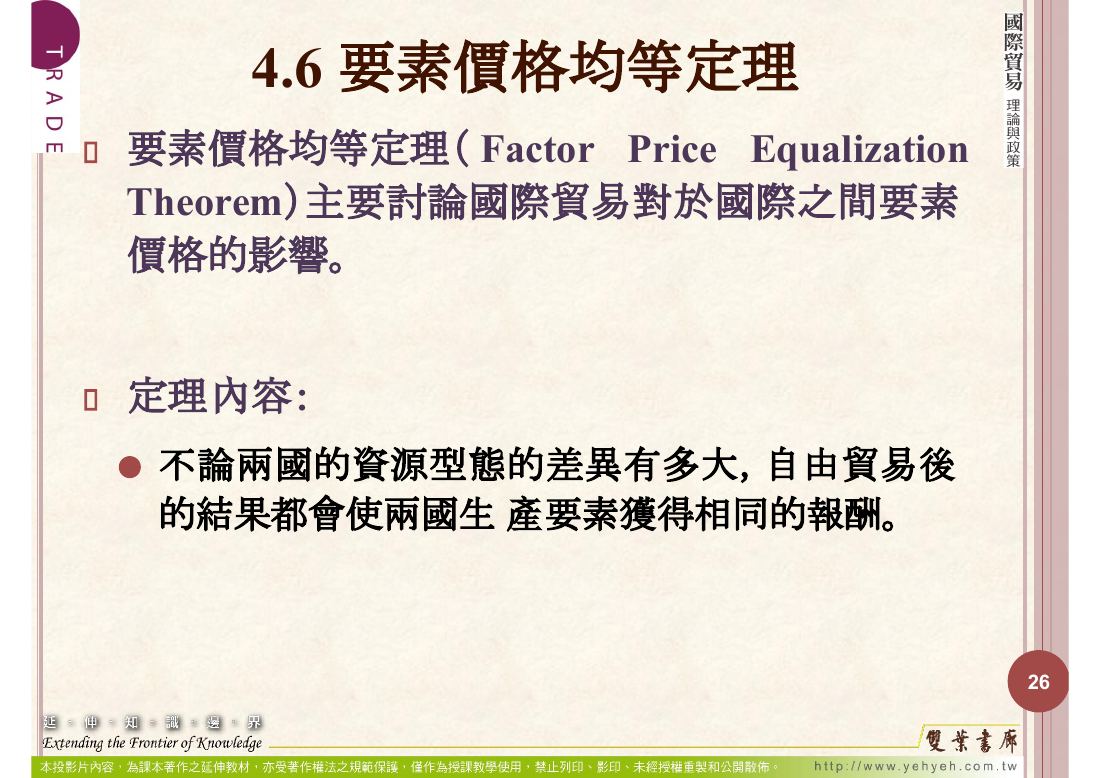 TRADE
國際貿易 理論與政策
4.6 要素價格均等定理
要素價格均等定理(Factor Price Equalization
Theorem)主要討論國際貿易對於國際之間要素
價格的影響。
定理內容:
不論兩國的資源型態的差異有多大, 自由貿易後
的結果都會使兩國生 產要素獲得相同的報酬。
26
延。伸。知。識。邊。界
Extending the Frontier of Knowledge
雙葉書廊
本投影片內容,為課本著作之延伸教材,亦受著作權法之規範保護,僅作為授課教學使用,禁止列印、影印、未經授權重製和公開散佈。
http://www.yehyeh.com.tw